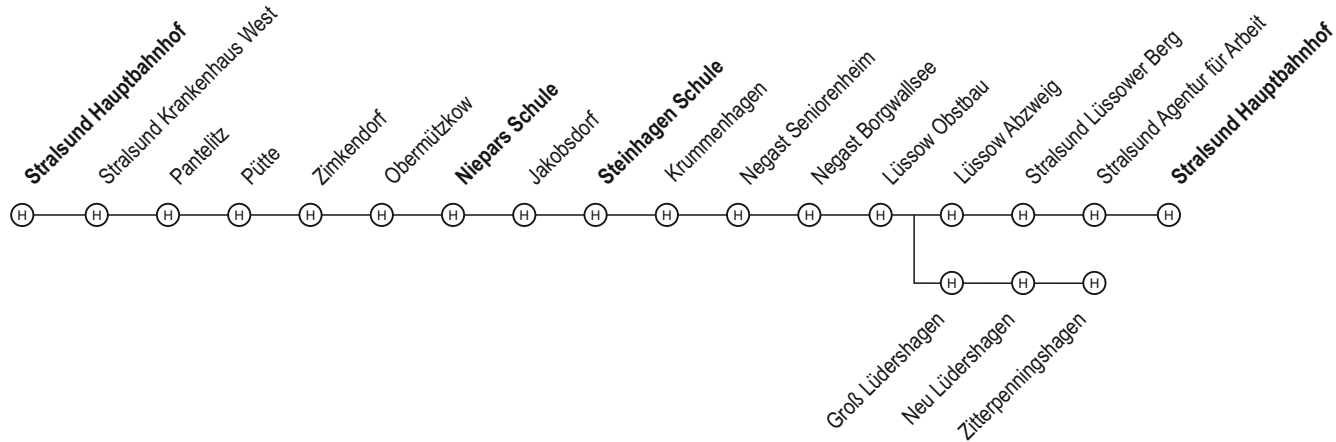 Stralsund Hauptbahnhof
Stralsund Krankenhaus West
Pantelitz
Pütte
Zimkendorf
Obermützkow
Niepars Schule
Jakobsdorf
Steinhagen Schule
Krummenhagen
Negast Seniorenheim
Negast Borgwallsee
Lüssow Obstbau
Lüssow Abzweig
Stralsund Lüssower Berg
Stralsund Agentur für Arbeit
Stralsund Hauptbahnhof
H H H H H H H H H H H H H H H H H
H H H
Groß Lüdershagen
Neu Lüdershagen
Zitterpenningshagen